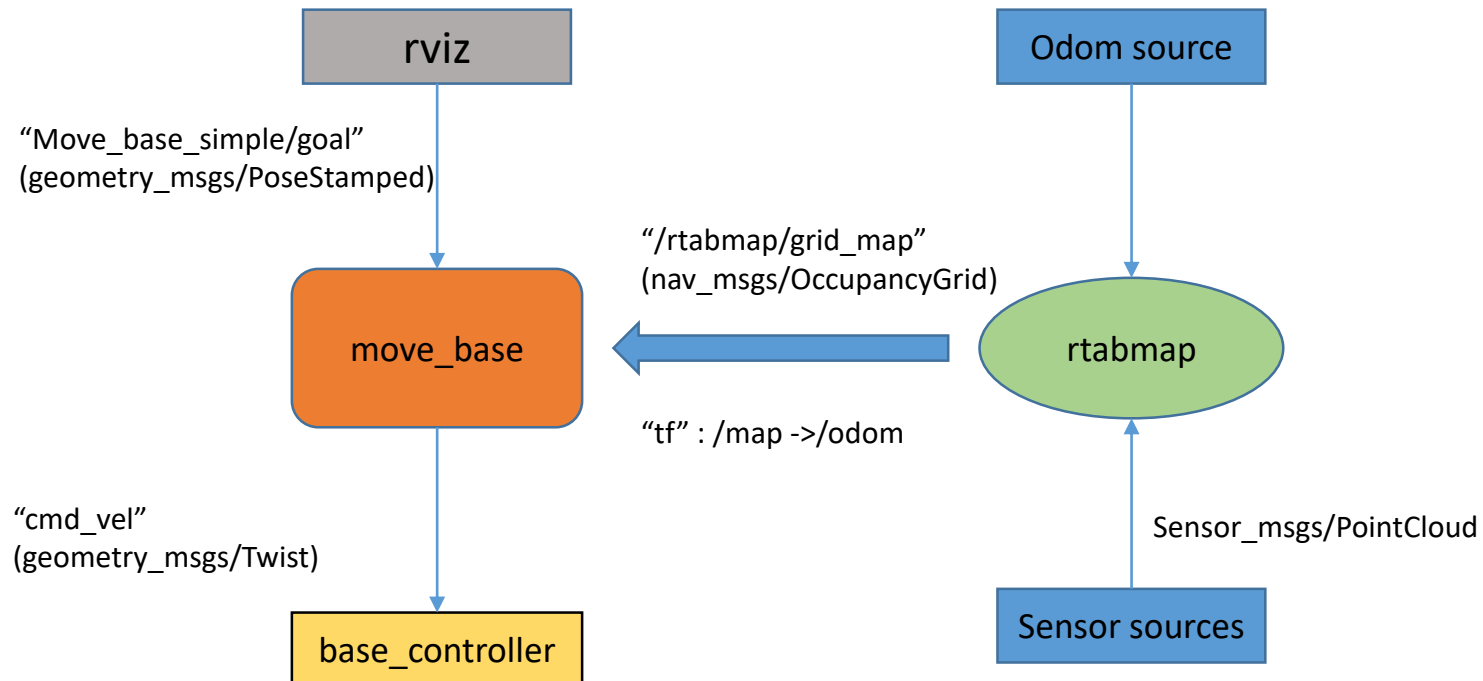 rviz
Odom source
“Move_base_simple/goal”
(geometry_msgs/PoseStamped)
“/rtabmap/grid_map”
(nav_msgs/OccupancyGrid)
move_base
rtabmap
“tf” : /map ->/odom
“cmd_vel”
(geometry_msgs/Twist)
Sensor_msgs/PointCloud
base_controller
Sensor sources